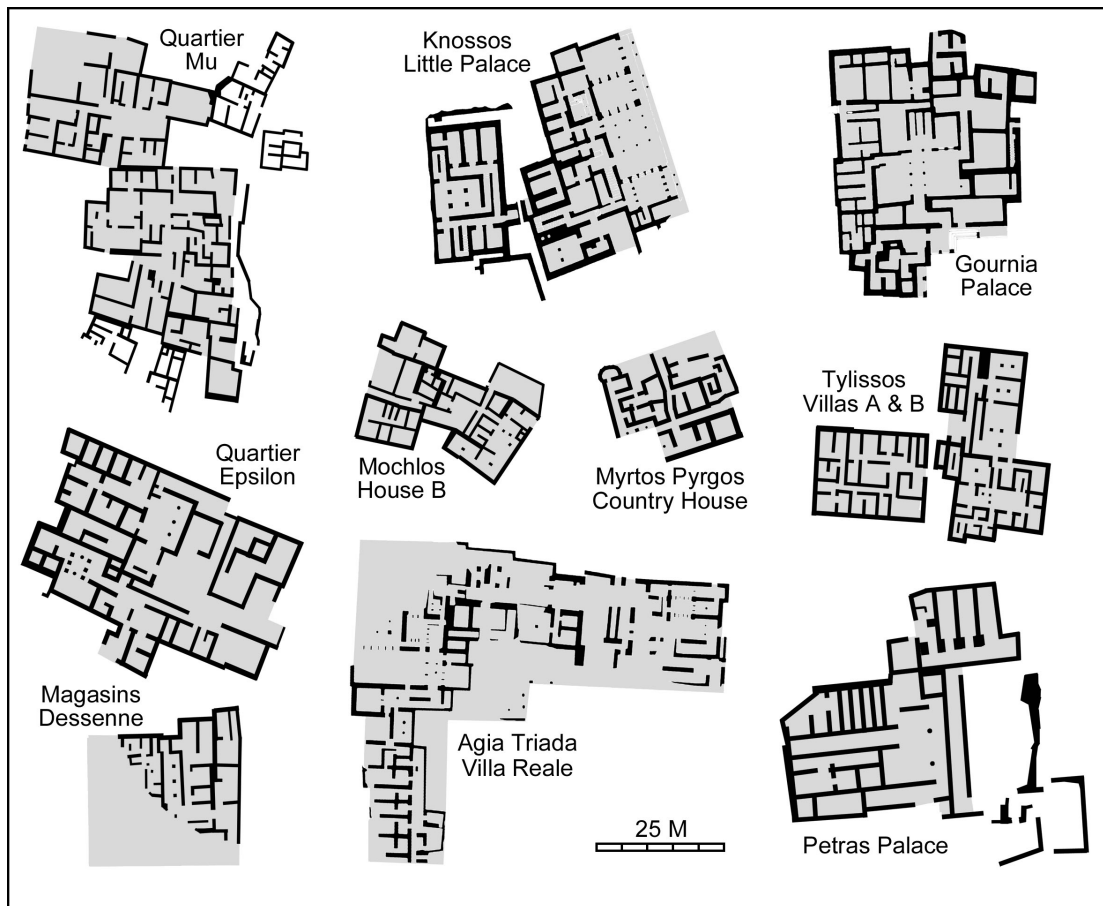 Quartier
Mu
Knossos
Little Palace
Gournia
Palace
Quartier
Epsilon
Mochlos
House B
Myrtos Pyrgos
Country House
Tylissos
Villas A & B
Magasins
Dessenne
Agia Triada
Villa Reale
25 M
Petras Palace